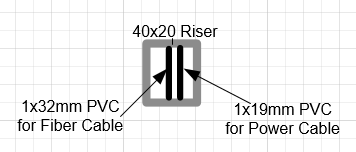 40x20 Riser
1x32mm PVC
for Fiber Cable
1x19mm PVC
for Power Cable